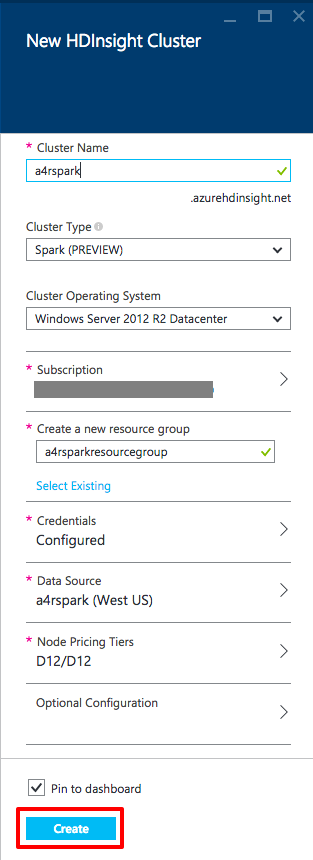 New HDInsight Cluster
* Cluster Name
a4rspark
.azurehdinsight.net
Cluster Type
Spark (PREVIEW)
Cluster Operating System
Windows Server 2012 R2 Datacenter
* Subscription
* Create a new resource group
a4rsparkresourcegroup
Select Existing
* Credentials
Configured
* Data Source
a4rspark (West US)
* Node Pricing Tiers
D12/D12
Optional Configuration
Pin to dashboard
Create